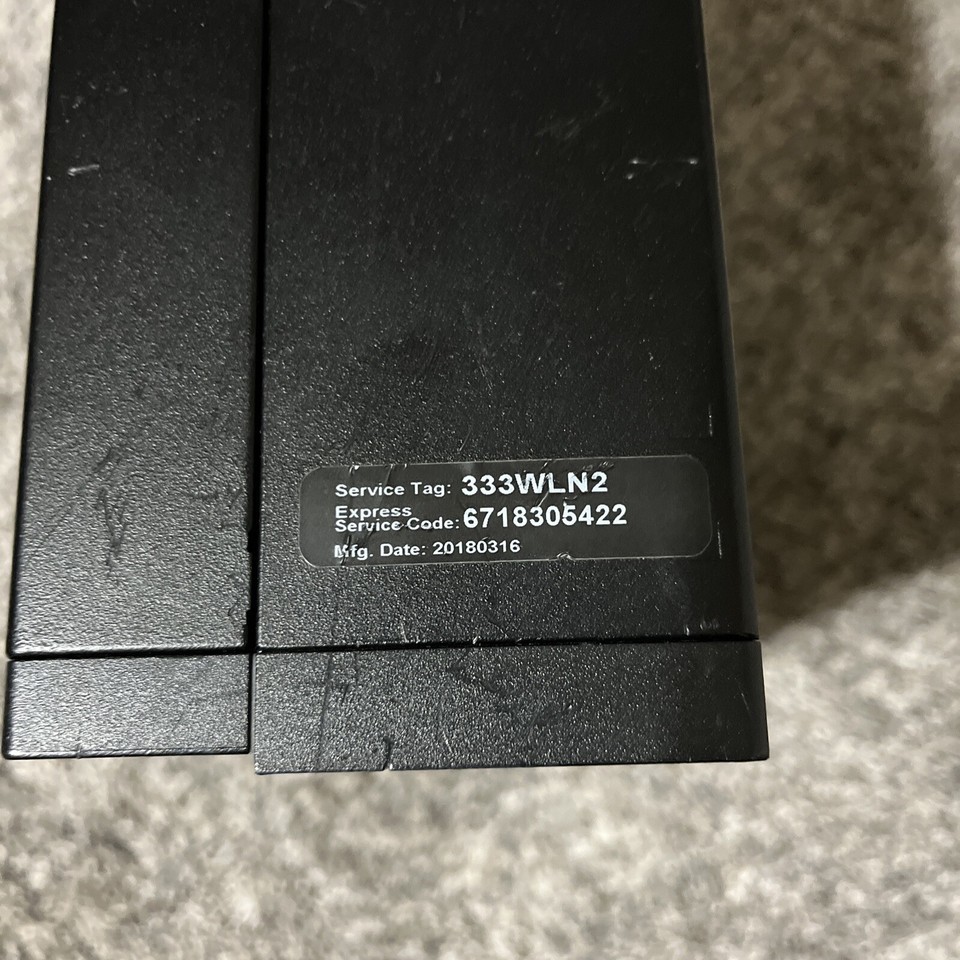 Service Tag: 333WLN2
Express
Service Code: 6718305422
Mfg. Date: 20180316